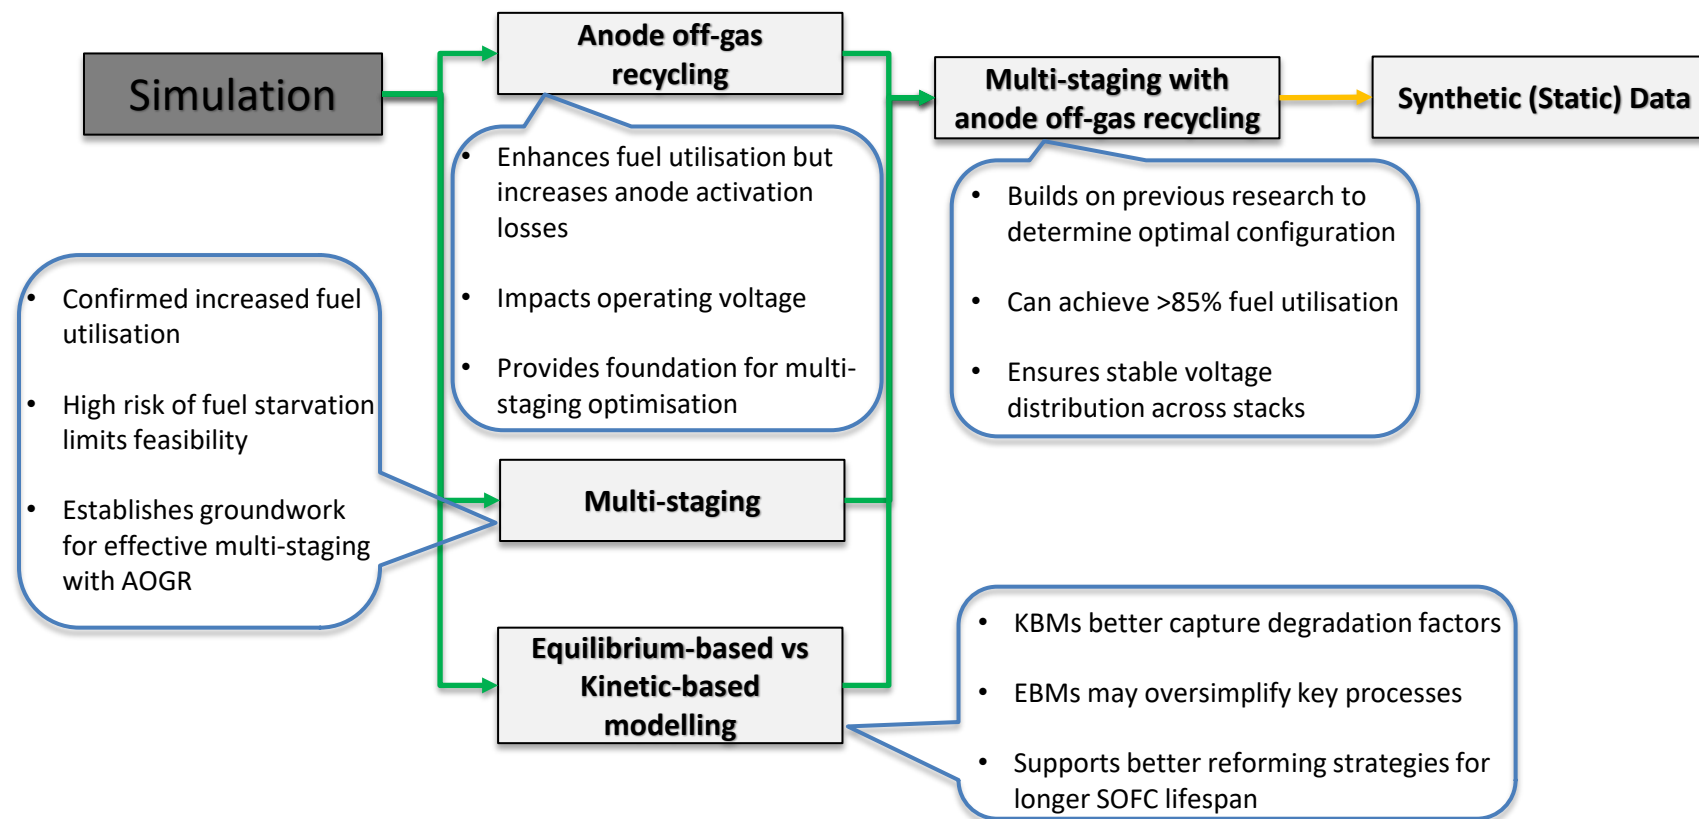 Simulation
Anode off-gas
recycling
• Enhances fuel utilisation but
increases anode activation
losses
• Impacts operating voltage
• Provides foundation for multi-
staging optimisation
• Confirmed increased fuel
utilisation
• High risk of fuel starvation
limits feasibility
• Establishes groundwork
for effective multi-staging
with AOGR
Multi-staging
Equilibrium-based vs
Kinetic-based
modelling
• KBMs better capture degradation factors
• EBMs may oversimplify key processes
• Supports better reforming strategies for
longer SOFC lifespan
Multi-staging with
anode off-gas recycling
• Builds on previous research to
determine optimal configuration
• Can achieve >85% fuel utilisation
• Ensures stable voltage
distribution across stacks
Synthetic (Static) Data